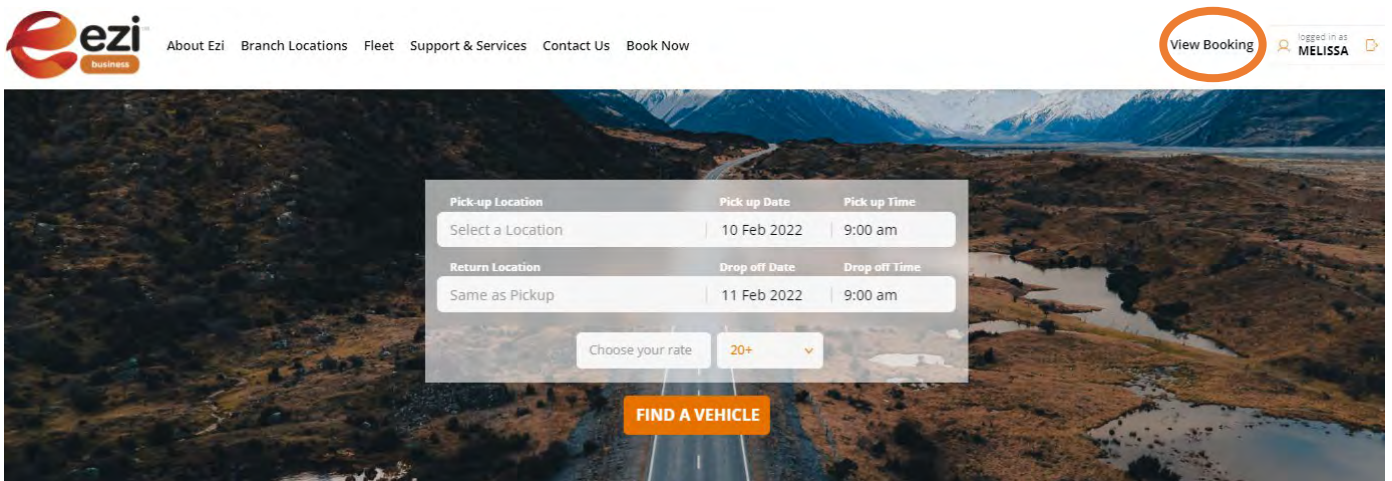 ezi
business
About Ezi Branch Locations Fleet Support & Services Contact Us Book Now
View Booking
logged in as
MELISSA
Pick-up Location Pick up Date Pick up Time
Select a Location 10 Feb 2022 9:00 am
Return Location Drop off Date Drop off Time
Same as Pickup 11 Feb 2022 9:00 am
Choose your rate 20+
FIND A VEHICLE